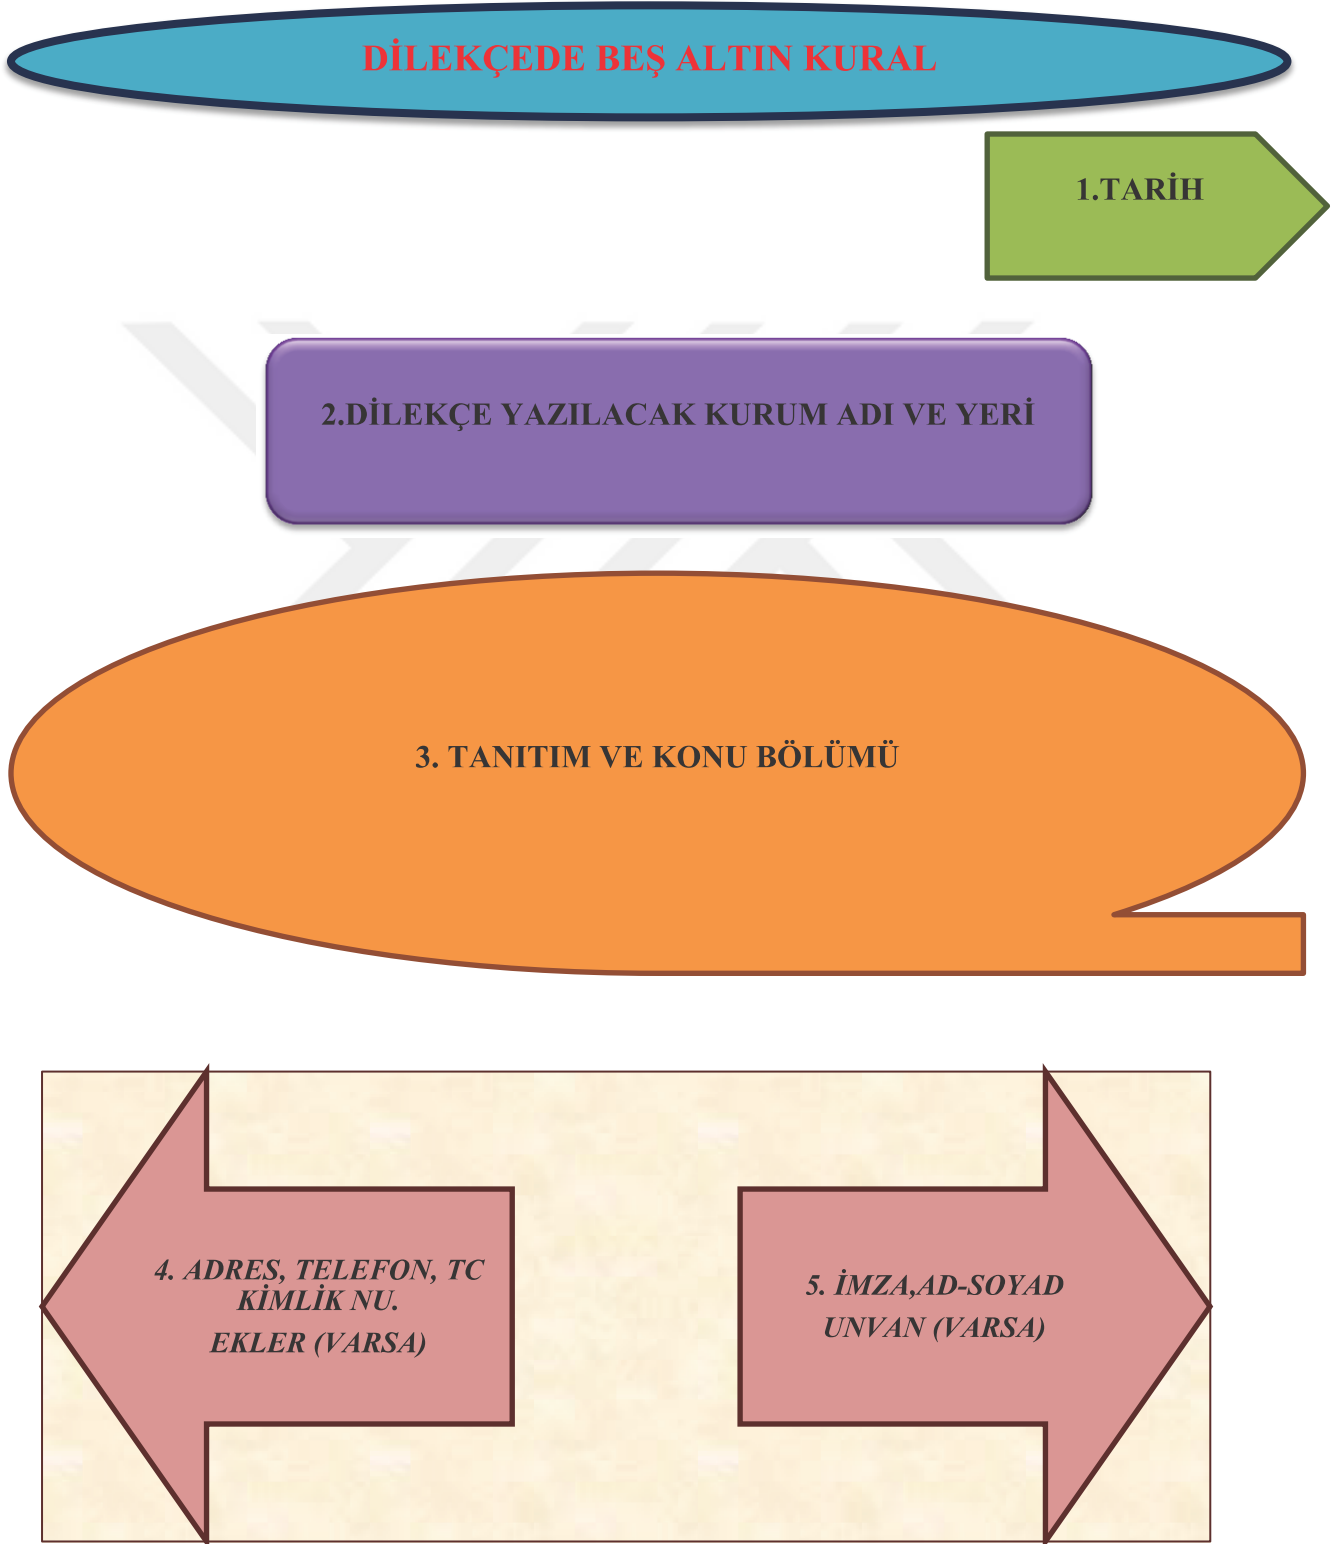 DİLEKÇEDE BEŞ ALTIN KURAL
1.TARİH
2.DİLEKÇE YAZILACAK KURUM ADI VE YERİ
3. TANITIM VE KONU BÖLÜMÜ
4. ADRES, TELEFON, TC
KİMLİK NU.
EKLER (VARSA)
5. İMZA,AD-SOYAD
UNVAN (VARSA)